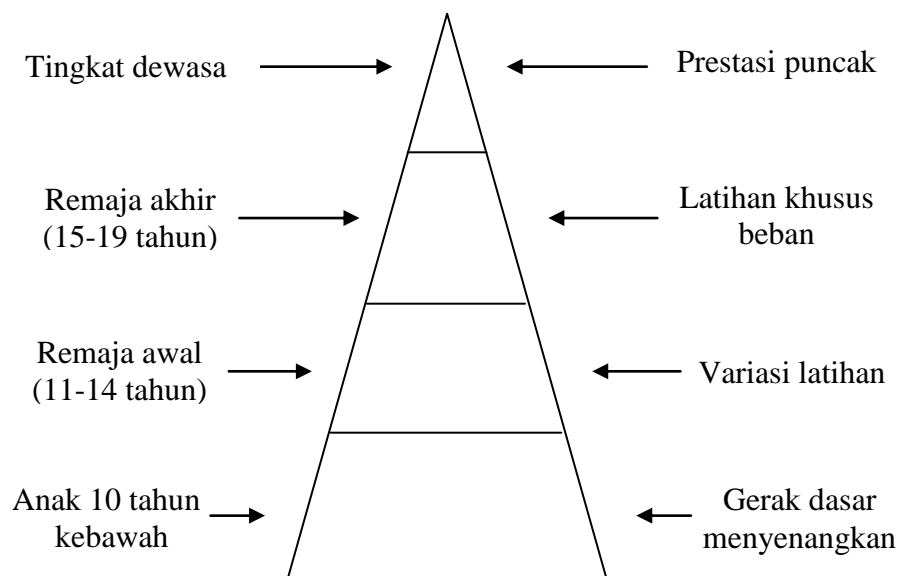 Tingkat dewasa
Prestasi puncak
Remaja akhir
(15-19 tahun)
Latihan khusus
beban
Remaja awal
(11-14 tahun)
Variasi latihan
Anak 10 tahun
kebawah
Gerak dasar
menyenangkan